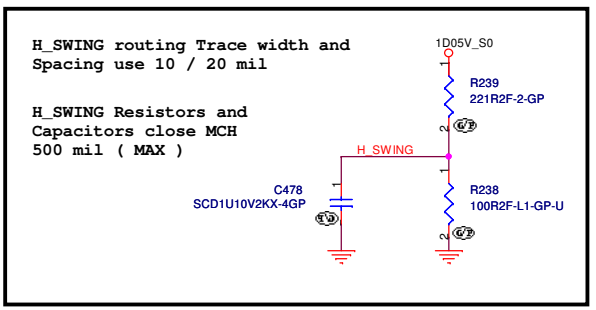 H_SWING routing Trace width and
Spacing use 10 / 20 mil
H_SWING Resistors and
Capacitors close MCH
500 mil ( MAX )
1D05V_S0
1
R239
221R2F-2-GP
2
G/P
H_SWING
1
C478
SCD1U10V2KX-4GP
1
R238
100R2F-L1-GP-U
2
G/P